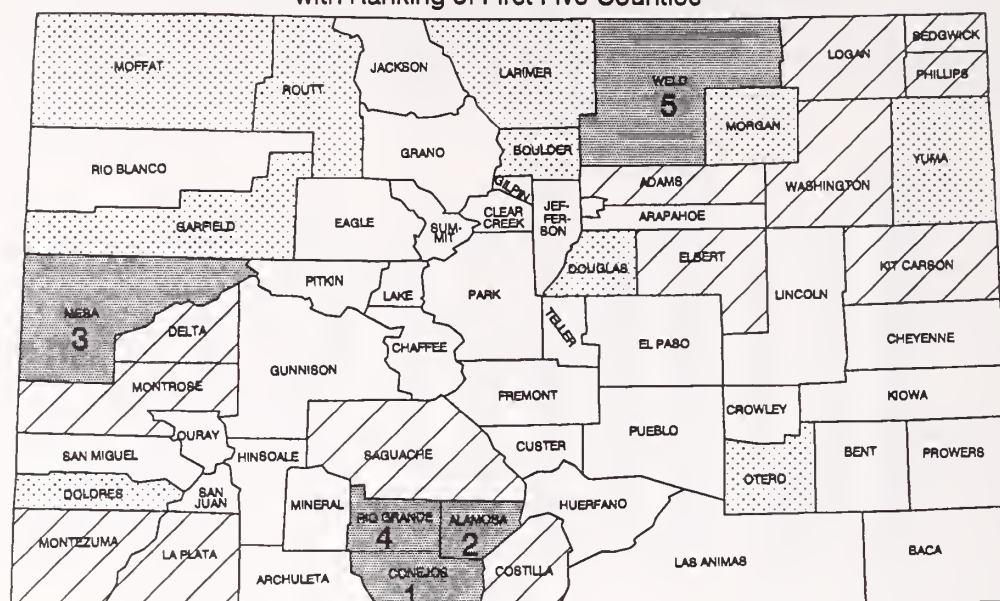 with Ranking of First Five Counties
MOFFAT
ROUTT
JACKSON
LARIMER
WELD
5
LOGAN
SEDGWICK
PHILLIPS
MORGAN
RIO BLANCO
GRAND
BOULDER
YUMA
WASHINGTON
ADAMS
GILPIN
GARFIELD
EAGLE
SUM-
MIT
CLEAR
CREEK
JEF-
FER-
SON
ARAPAHOE
DOUGLAS
ELBERT
KIT CARSON
MESA
3
PITKIN
LAKE
PARK
LINCOLN
DELTA
TELLER
EL PASO
CHEYENNE
CHAFFEE
GUNNISON
MONTROSE
FREMONT
CROWLEY
KIOWA
OURAY
SAN MIGUEL
HINSDALE
SAGUACHE
CUSTER
PUEBLO
BENT
PROWERS
OTERO
DOLORES
SAN
JUAN
MINERAL
HUERFANO
RIO GRANDE
4
ALAMOSA
2
MONTEZUMA
LA PLATA
ARCHULETA
CONEJOS
1
COSTILLA
LAS ANIMAS
BACA